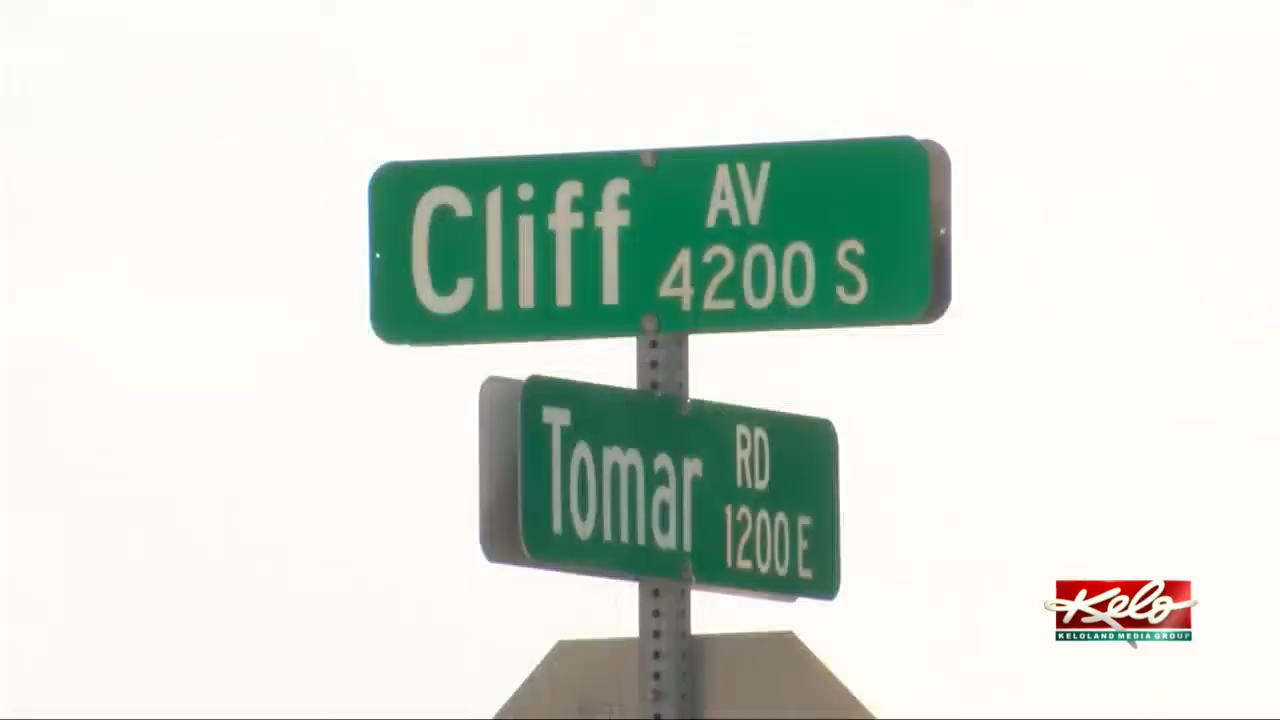 Cliff AV
4200 S
Tomar RD
1200 E
Kelo
KELOLAND MEDIA GROUP